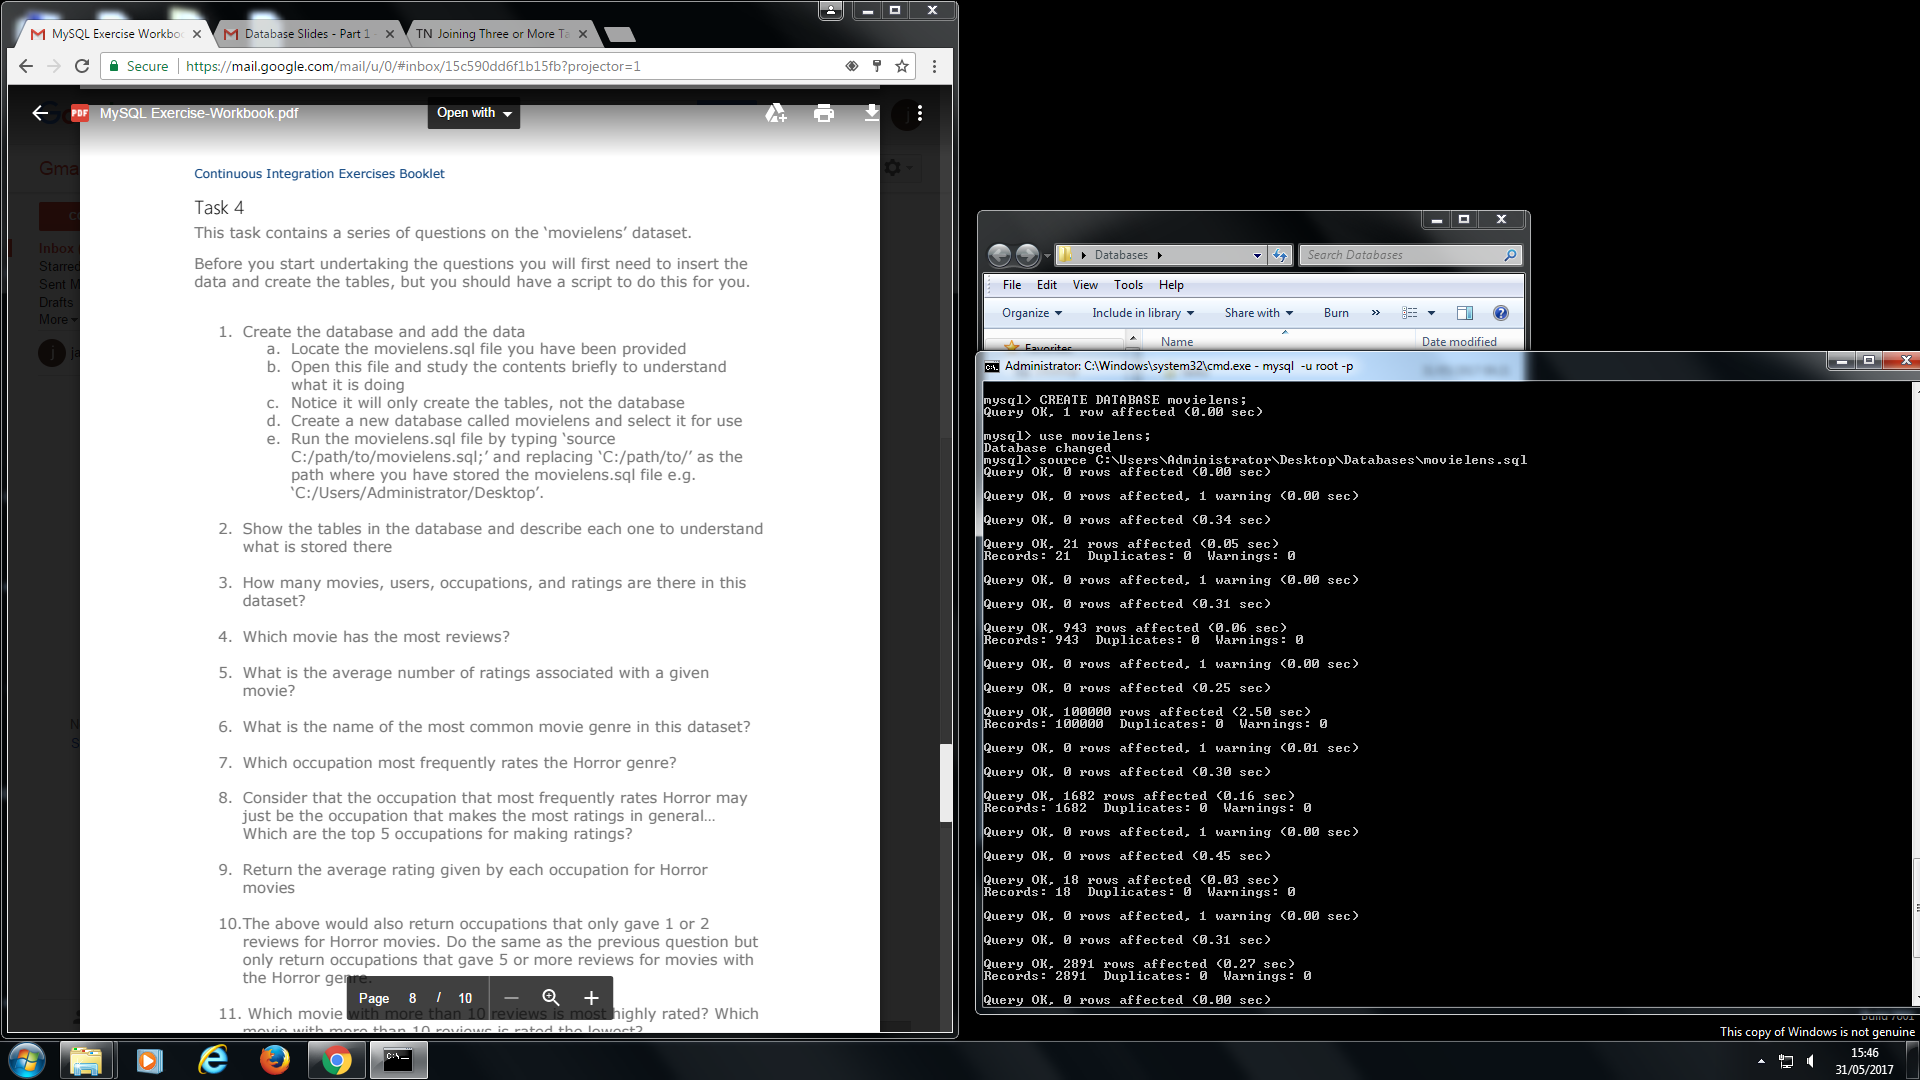 MySQL Exercise Workbo
Database Slides - Part 1
TN Joining Three or More Ta
Secure
https://mail.google.com/mail/u/0/#inbox/15c590dd6f1b15fb?projector=1
PDF MySQL Exercise-Workbook.pdf
Open with
j
Gma
Inbox
Starred
Sent M
Drafts
More
j ja
Continuous Integration Exercises Booklet
Task 4
This task contains a series of questions on the ‘movielens’ dataset.
Before you start undertaking the questions you will first need to insert the
data and create the tables, but you should have a script to do this for you.
1. Create the database and add the data
a. Locate the movielens.sql file you have been provided
b. Open this file and study the contents briefly to understand
what it is doing
c. Notice it will only create the tables, not the database
d. Create a new database called movielens and select it for use
e. Run the movielens.sql file by typing ‘source
C:/path/to/movielens.sql;’ and replacing ‘C:/path/to/’ as the
path where you have stored the movielens.sql file e.g.
‘C:/Users/Administrator/Desktop’.
2. Show the tables in the database and describe each one to understand
what is stored there
3. How many movies, users, occupations, and ratings are there in this
dataset?
4. Which movie has the most reviews?
5. What is the average number of ratings associated with a given
movie?
6. What is the name of the most common movie genre in this dataset?
7. Which occupation most frequently rates the Horror genre?
8. Consider that the occupation that most frequently rates Horror may
just be the occupation that makes the most ratings in general…
Which are the top 5 occupations for making ratings?
9. Return the average rating given by each occupation for Horror
movies
10.The above would also return occupations that only gave 1 or 2
reviews for Horror movies. Do the same as the previous question but
only return occupations that gave 5 or more reviews for movies with
the Horror genre.
11. Which movie with more than 10 reviews is most highly rated? Which
movie with more than 10 reviews is rated the lowest?
Page 8 / 10
Databases
Search Databases
File Edit View Tools Help
Organize Include in library Share with Burn »
Favorites
Name Date modified
Administrator: C:\Windows\system32\cmd.exe - mysql -u root -p
mysql> CREATE DATABASE movielens;
Query OK, 1 row affected (0.00 sec)
mysql> use movielens;
Database changed
mysql> source C:\Users\Administrator\Desktop\Databases\movielens.sql
Query OK, 0 rows affected (0.00 sec)
Query OK, 0 rows affected, 1 warning (0.00 sec)
Query OK, 0 rows affected (0.34 sec)
Query OK, 21 rows affected (0.05 sec)
Records: 21 Duplicates: 0 Warnings: 0
Query OK, 0 rows affected, 1 warning (0.00 sec)
Query OK, 0 rows affected (0.31 sec)
Query OK, 943 rows affected (0.06 sec)
Records: 943 Duplicates: 0 Warnings: 0
Query OK, 0 rows affected, 1 warning (0.00 sec)
Query OK, 0 rows affected (0.25 sec)
Query OK, 100000 rows affected (2.50 sec)
Records: 100000 Duplicates: 0 Warnings: 0
Query OK, 0 rows affected, 1 warning (0.01 sec)
Query OK, 0 rows affected (0.30 sec)
Query OK, 1682 rows affected (0.16 sec)
Records: 1682 Duplicates: 0 Warnings: 0
Query OK, 0 rows affected, 1 warning (0.00 sec)
Query OK, 0 rows affected (0.45 sec)
Query OK, 18 rows affected (0.03 sec)
Records: 18 Duplicates: 0 Warnings: 0
Query OK, 0 rows affected, 1 warning (0.00 sec)
Query OK, 0 rows affected (0.31 sec)
Query OK, 2891 rows affected (0.27 sec)
Records: 2891 Duplicates: 0 Warnings: 0
Query OK, 0 rows affected (0.00 sec)
Build 7601
This copy of Windows is not genuine
15:46
31/05/2017